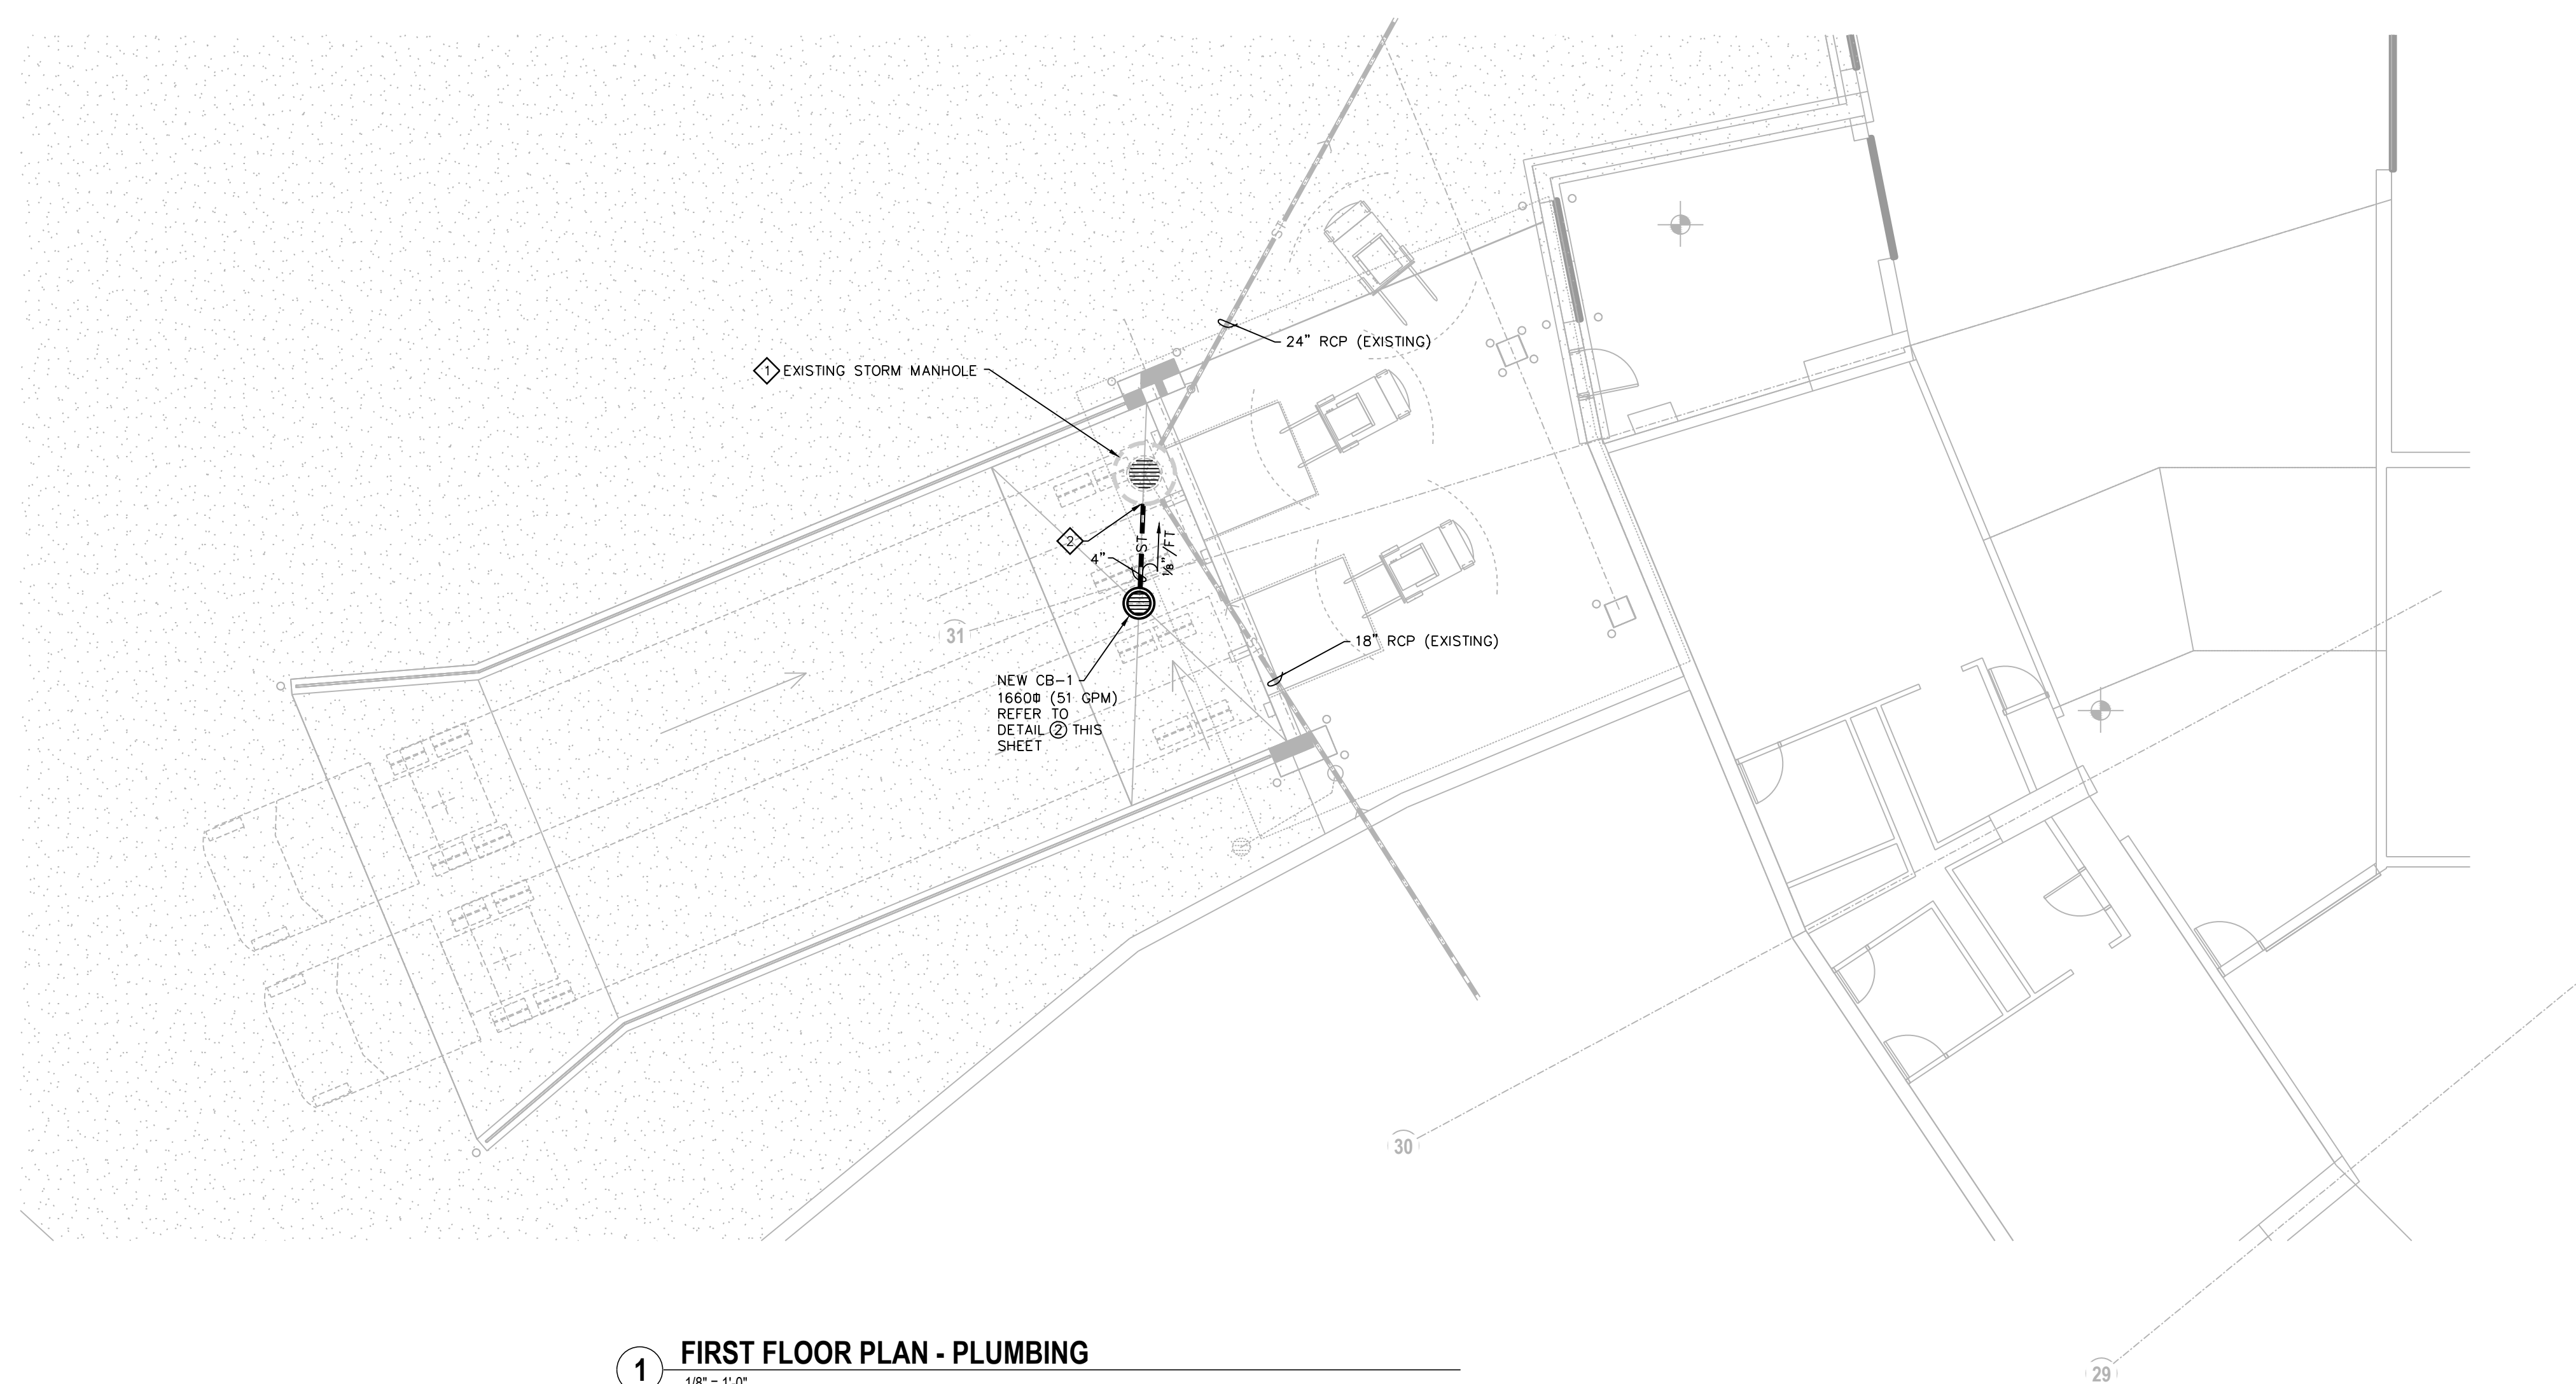 ST
24" RCP (EXISTING)
1 EXISTING STORM MANHOLE
2
4"
ST
1/8"/FT
31
ST
18" RCP (EXISTING)
NEW CB-1
1660⌷ (51 GPM)
REFER TO
DETAIL 2 THIS
SHEET
30
29
1 FIRST FLOOR PLAN - PLUMBING
1/8" = 1'-0"